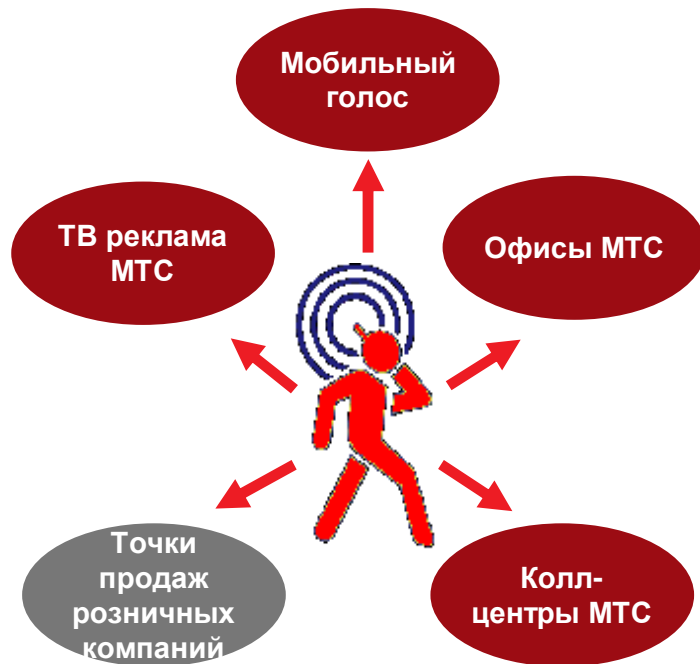 Мобильный
голос
ТВ реклама
МТС
Офисы МТС
Точки
продаж
розничных
компаний
Колл-
центры МТС